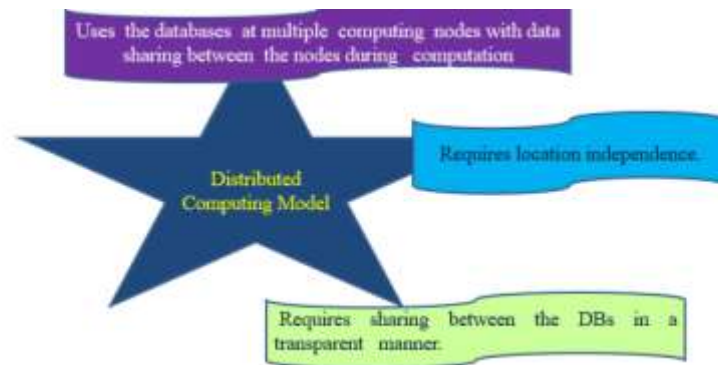 Uses the databases at multiple computing nodes with data
sharing between the nodes during computation
Requires location independence.
Distributed
Computing Model
Requires sharing between the DBs in a
transparent manner.